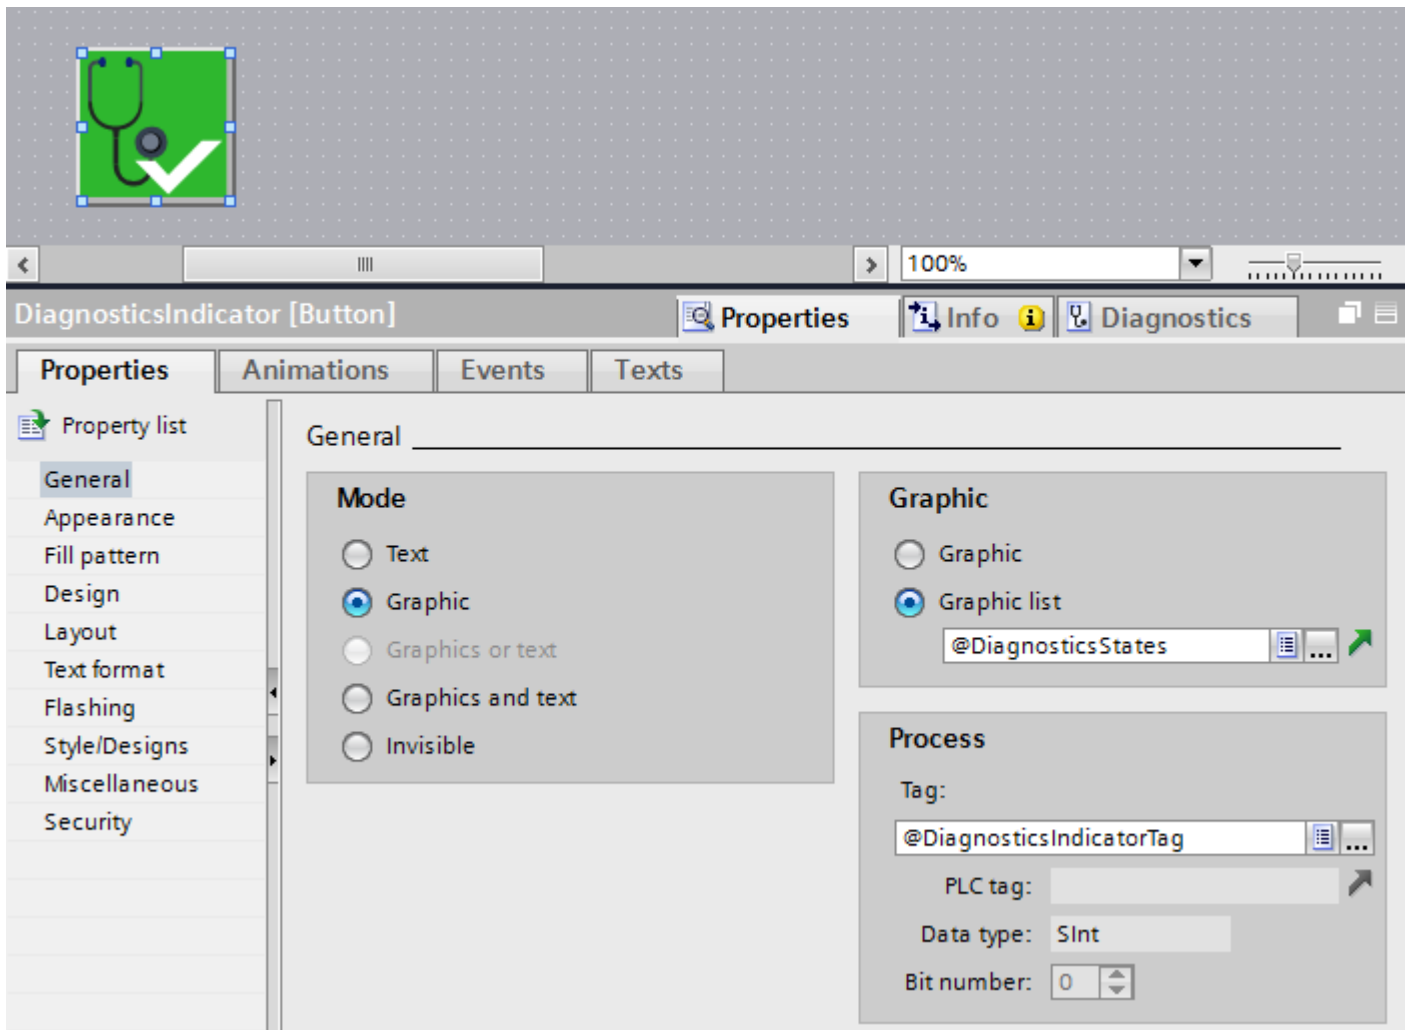 100%
DiagnosticsIndicator [Button]
Properties
Info
Diagnostics
Properties
Animations
Events
Texts
Property list
General
Appearance
Fill pattern
Design
Layout
Text format
Flashing
Style/Designs
Miscellaneous
Security
General
Mode
Text
Graphic
Graphics or text
Graphics and text
Invisible
Graphic
Graphic
Graphic list
@DiagnosticsStates
...
Process
Tag:
@DiagnosticsIndicatorTag
...
PLC tag:
Data type: SInt
Bit number: 0